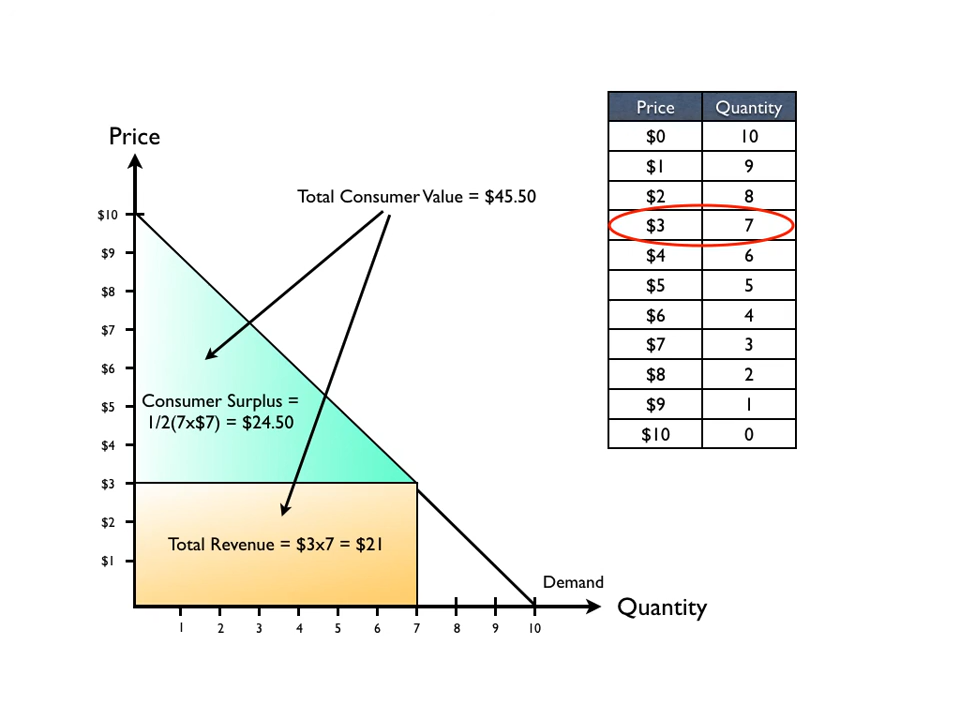 Price Quantity
$0 10
$1 9
$2 8
$3 7
$4 6
$5 5
$6 4
$7 3
$8 2
$9 1
$10 0
Price
Total Consumer Value = $45.50
$10
$9
$8
$7
$6
$5
$4
$3
$2
$1
Consumer Surplus =
1/2(7x$7) = $24.50
Total Revenue = $3x7 = $21
Demand
Quantity
1 2 3 4 5 6 7 8 9 10